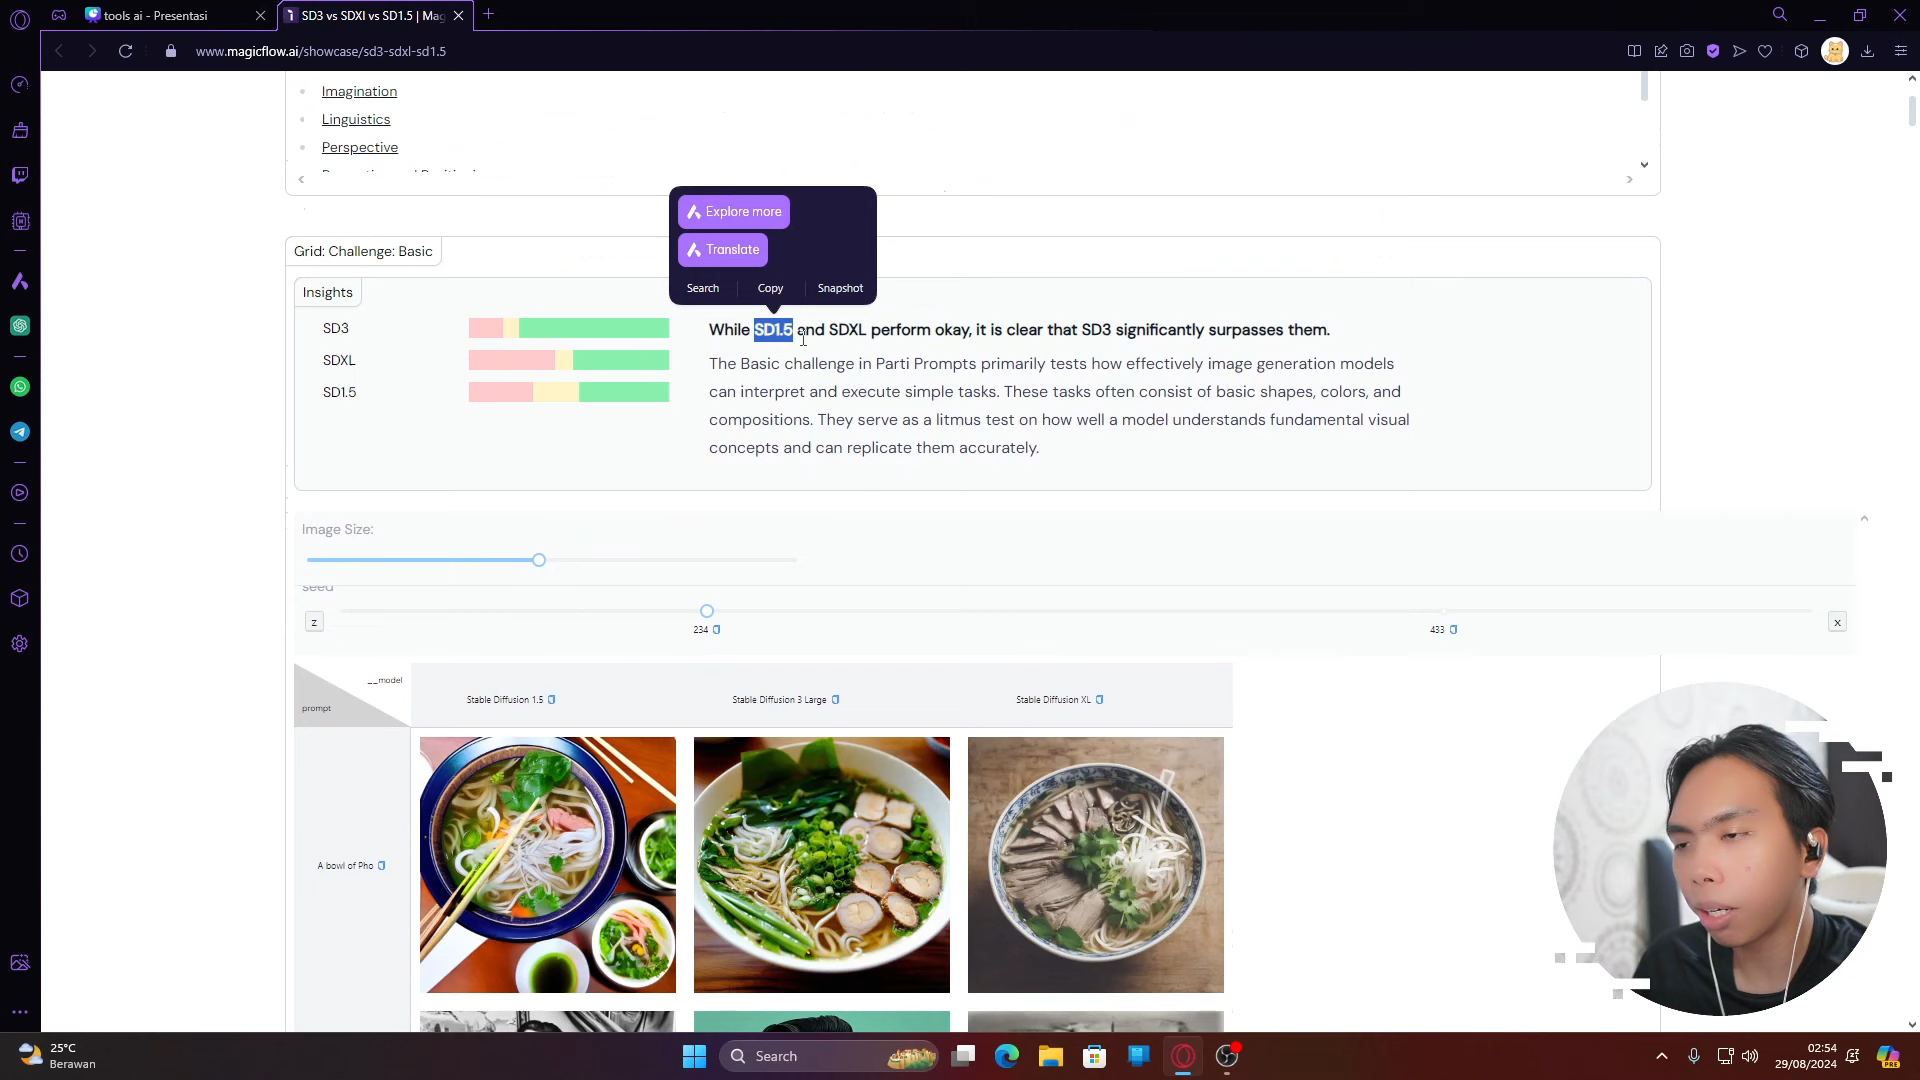 tools ai - Presentasi
SD3 vs SDXl vs SD1.5 | Mag
www.magicflow.ai/showcase/sd3-sdxl-sd1.5
Imagination
Linguistics
Perspective
Explore more
Translate
Search
Copy
Snapshot
Grid: Challenge: Basic
Insights
SD3
SDXL
SD1.5
While SD1.5 and SDXL perform okay, it is clear that SD3 significantly surpasses them.
The Basic challenge in Parti Prompts primarily tests how effectively image generation models
can interpret and execute simple tasks. These tasks often consist of basic shapes, colors, and
compositions. They serve as a litmus test on how well a model understands fundamental visual
concepts and can replicate them accurately.
Image Size:
seed
z
234
433
x
__model
prompt
Stable Diffusion 1.5
Stable Diffusion 3 Large
Stable Diffusion XL
A bowl of Pho
25°C
Berawan
Search
02:54
29/08/2024
PRE